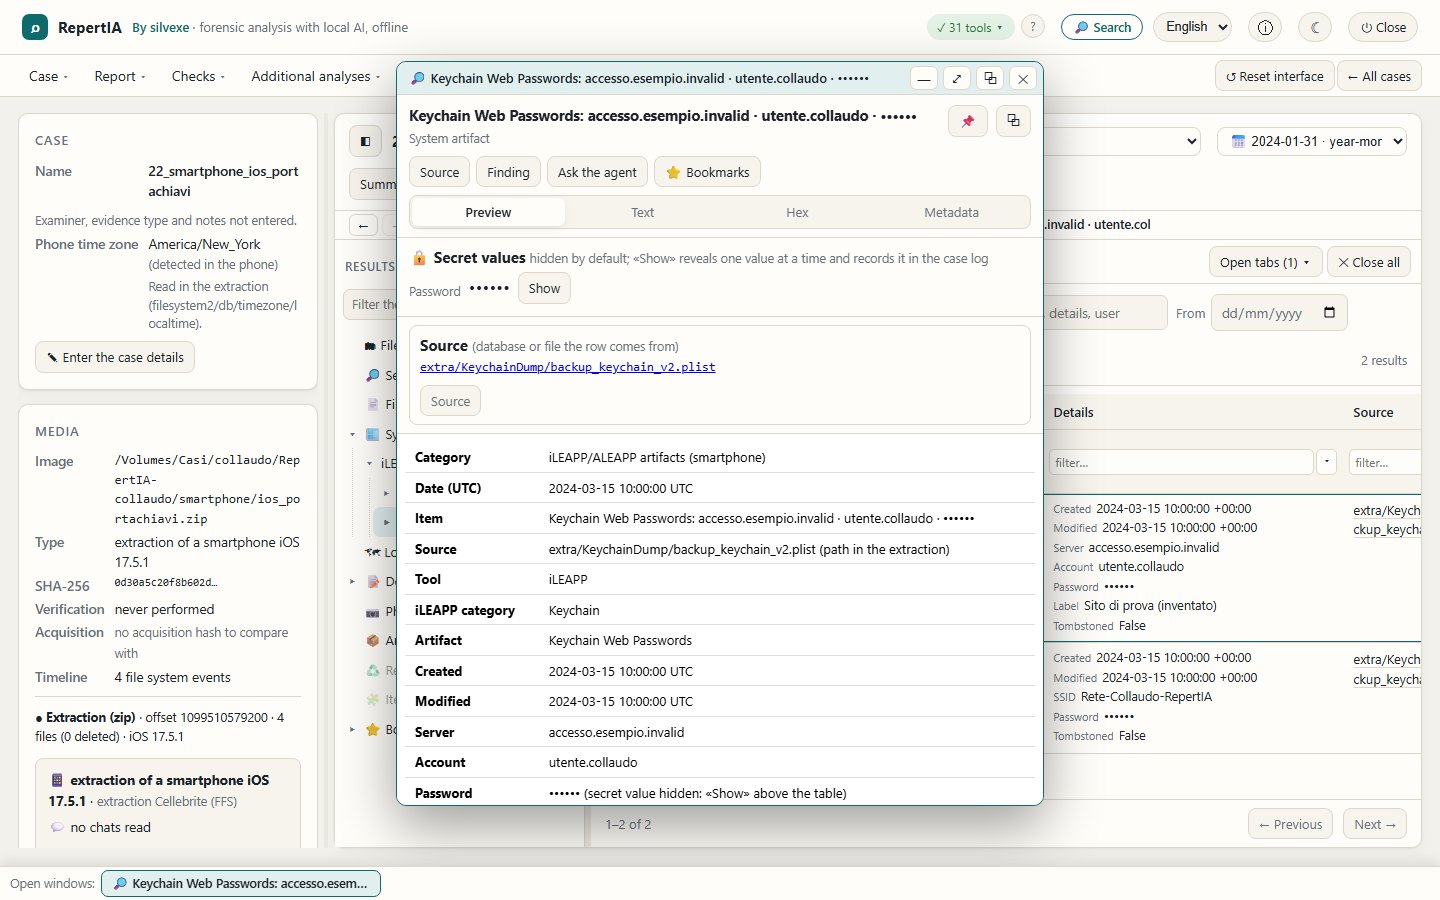 RepertIA By silvexe · forensic analysis with local AI, offline
✓ 31 tools ▾
?
🔎 Search
English
Close
Case
Report
Checks
Additional analyses
↺ Reset interface
← All cases
CASE
Name
22_smartphone_ios_port
achiavi
Examiner, evidence type and notes not entered.
Phone time zone
America/New_York
(detected in the phone)
Read in the extraction
(filesystem2/db/timezone/l
ocaltime).
Enter the case details
MEDIA
Image
/Volumes/Casi/collaudo/Rep
ertIA-
collaudo/smartphone/ios_po
rtachiavi.zip
Type
extraction of a smartphone iOS
17.5.1
SHA-256
0d30a5c20f8b602d…
Verification
never performed
Acquisition
no acquisition hash to compare
with
Timeline
4 file system events
● Extraction (zip) · offset 1099510579200 · 4
files (0 deleted) · iOS 17.5.1
extraction of a smartphone iOS
17.5.1 · extraction Cellebrite (FFS)
no chats read
2
Summ
←
RESULTS
Filter the
File
Se
Fi
Sy
iLE
Lo
Ph
Ar
Re
Ite
Bo
🔎 Keychain Web Passwords: accesso.esempio.invalid · utente.collaudo · ••••••
Keychain Web Passwords: accesso.esempio.invalid · utente.collaudo · ••••••
System artifact
Source
Finding
Ask the agent
Bookmarks
Preview
Text
Hex
Metadata
Secret values hidden by default; «Show» reveals one value at a time and records it in the case log
Password •••••• Show
Source (database or file the row comes from)
extra/KeychainDump/backup_keychain_v2.plist
Source
Category
iLEAPP/ALEAPP artifacts (smartphone)
Date (UTC)
2024-03-15 10:00:00 UTC
Item
Keychain Web Passwords: accesso.esempio.invalid · utente.collaudo · ••••••
Source
extra/KeychainDump/backup_keychain_v2.plist (path in the extraction)
Tool
iLEAPP
iLEAPP category
Keychain
Artifact
Keychain Web Passwords
Created
2024-03-15 10:00:00 UTC
Modified
2024-03-15 10:00:00 UTC
Server
accesso.esempio.invalid
Account
utente.collaudo
Password
•••••• (secret value hidden: «Show» above the table)
2024-01-31 · year-mor
.invalid · utente.col
Open tabs (1) ▾
Close all
details, user
From
dd/mm/yyyy
2 results
Details
Source
filter...
filter...
Created 2024-03-15 10:00:00 +00:00
Modified 2024-03-15 10:00:00 +00:00
Server accesso.esempio.invalid
Account utente.collaudo
Password ••••••
Label Sito di prova (inventato)
Tombstoned False
extra/Keych
ckup_keycha
Created 2024-03-15 10:00:00 +00:00
Modified 2024-03-15 10:00:00 +00:00
SSID Rete-Collaudo-RepertIA
Password ••••••
Tombstoned False
extra/Keych
ckup_keycha
1–2 of 2
← Previous
Next →
Open windows:
🔎 Keychain Web Passwords: accesso.esem...